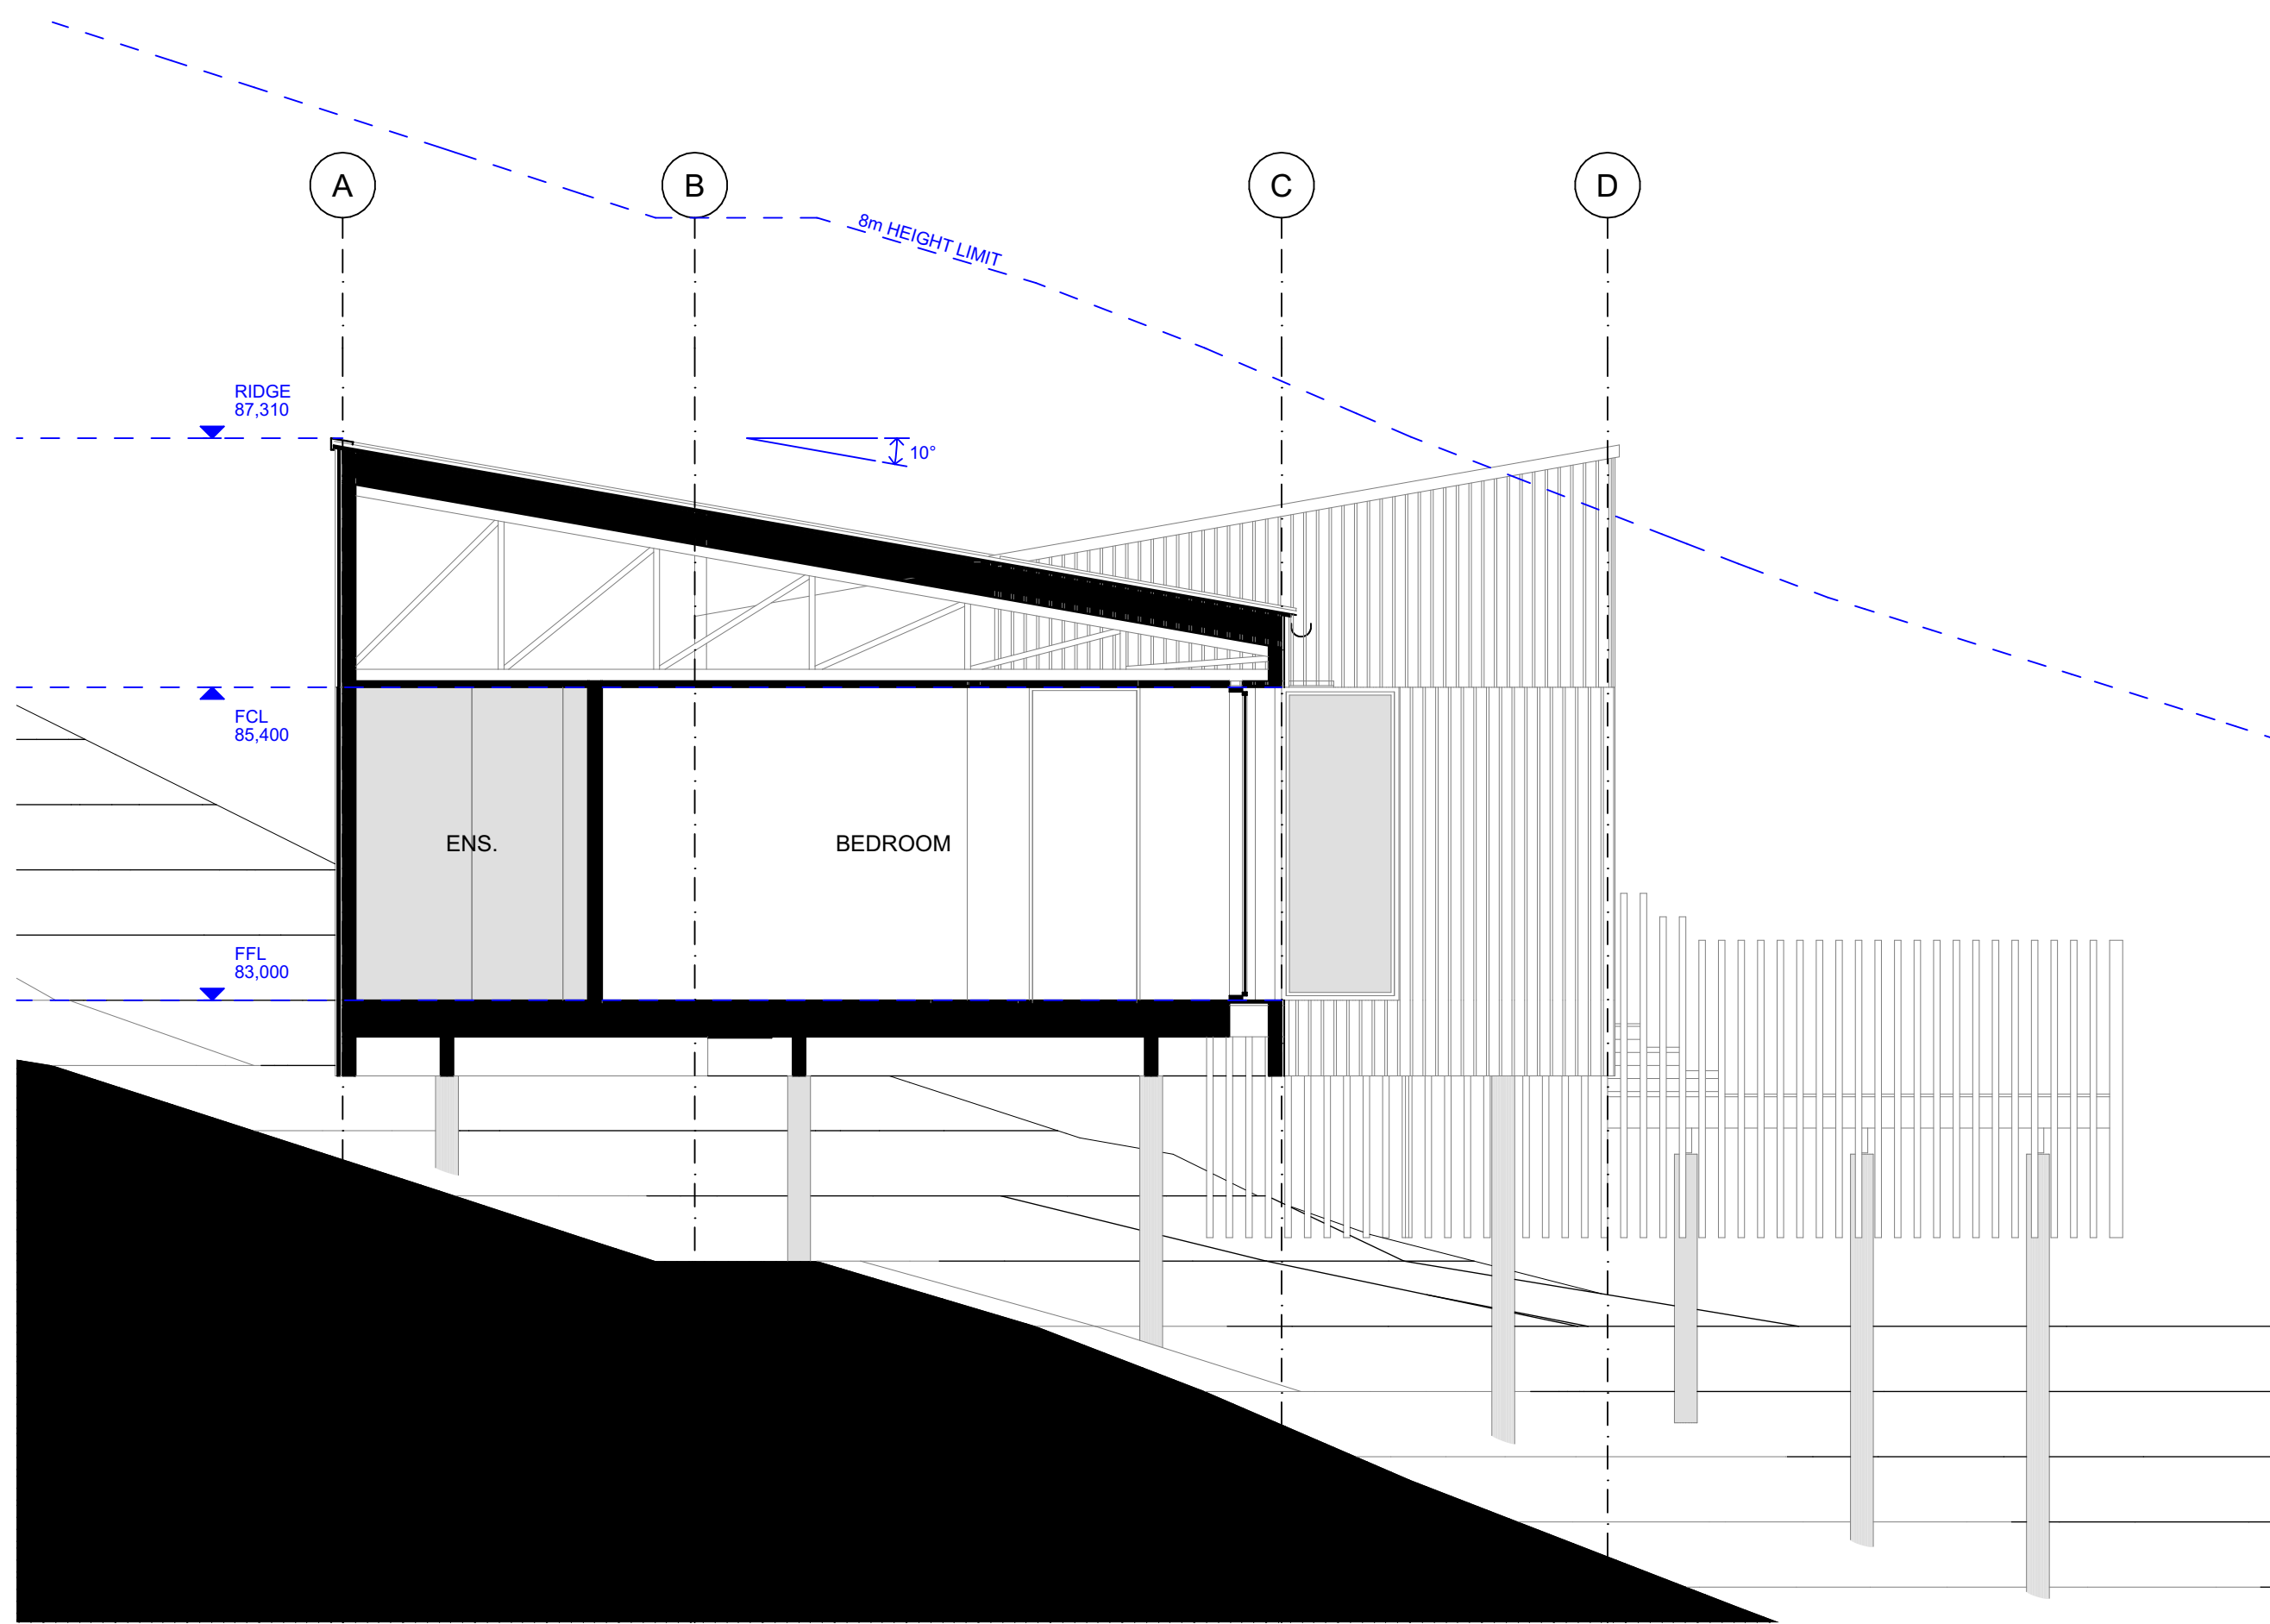 A
B
C
D
8m HEIGHT LIMIT
RIDGE
87,310
10°
FCL
85,400
ENS.
BEDROOM
FFL
83,000